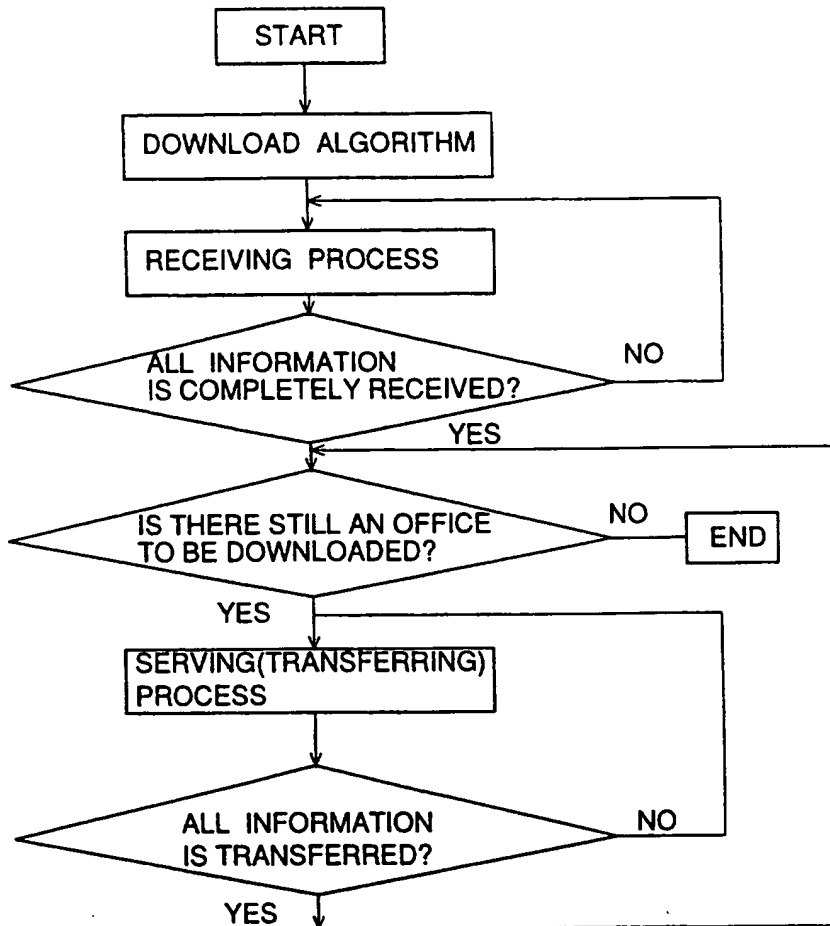 START
DOWNLOAD ALGORITHM
RECEIVING PROCESS
ALL INFORMATION
IS COMPLETELY RECEIVED?
NO
YES
IS THERE STILL AN OFFICE
TO BE DOWNLOADED?
NO
END
YES
SERVING(TRANSFERRING)
PROCESS
ALL INFORMATION
IS TRANSFERRED?
NO
YES